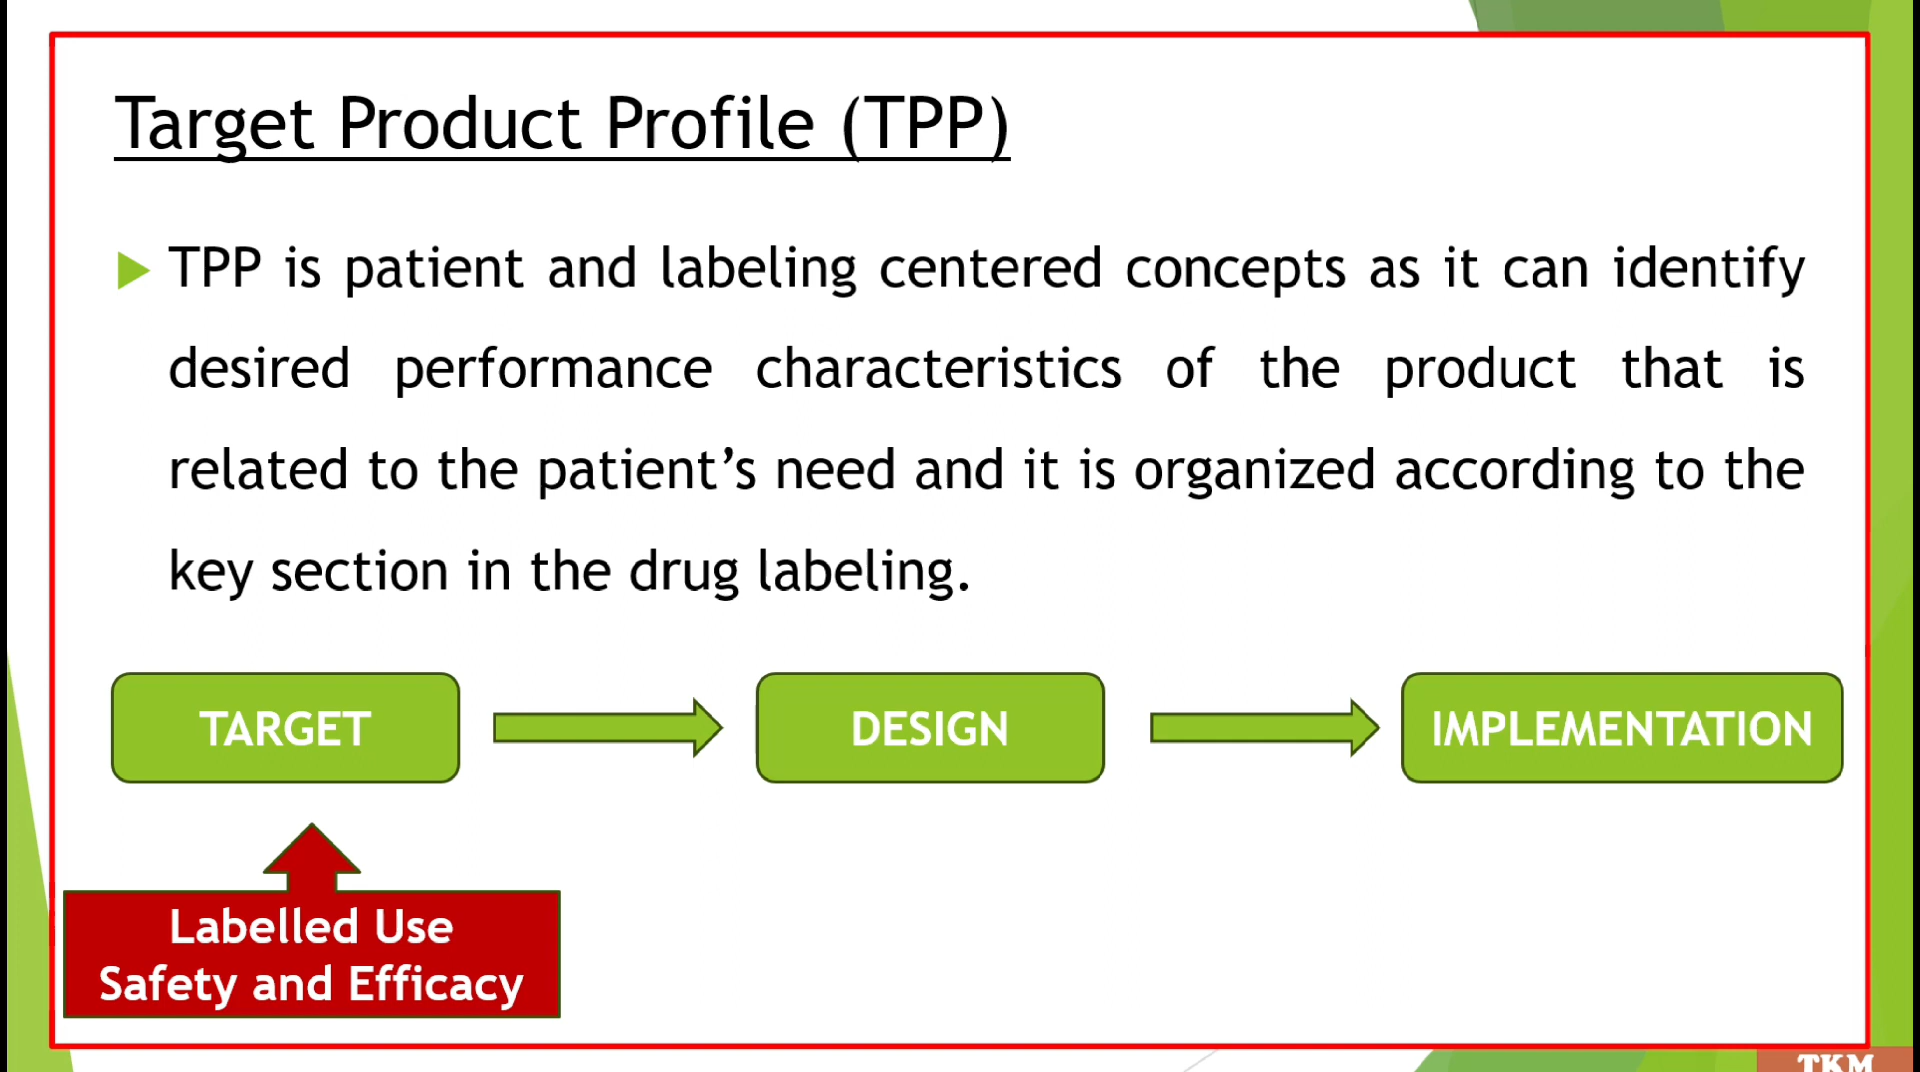 Target Product Profile (TPP)
TPP is patient and labeling centered concepts as it can identify
desired performance characteristics of the product that is
related to the patient’s need and it is organized according to the
key section in the drug labeling.
TARGET
DESIGN
IMPLEMENTATION
Labelled Use
Safety and Efficacy
TKM